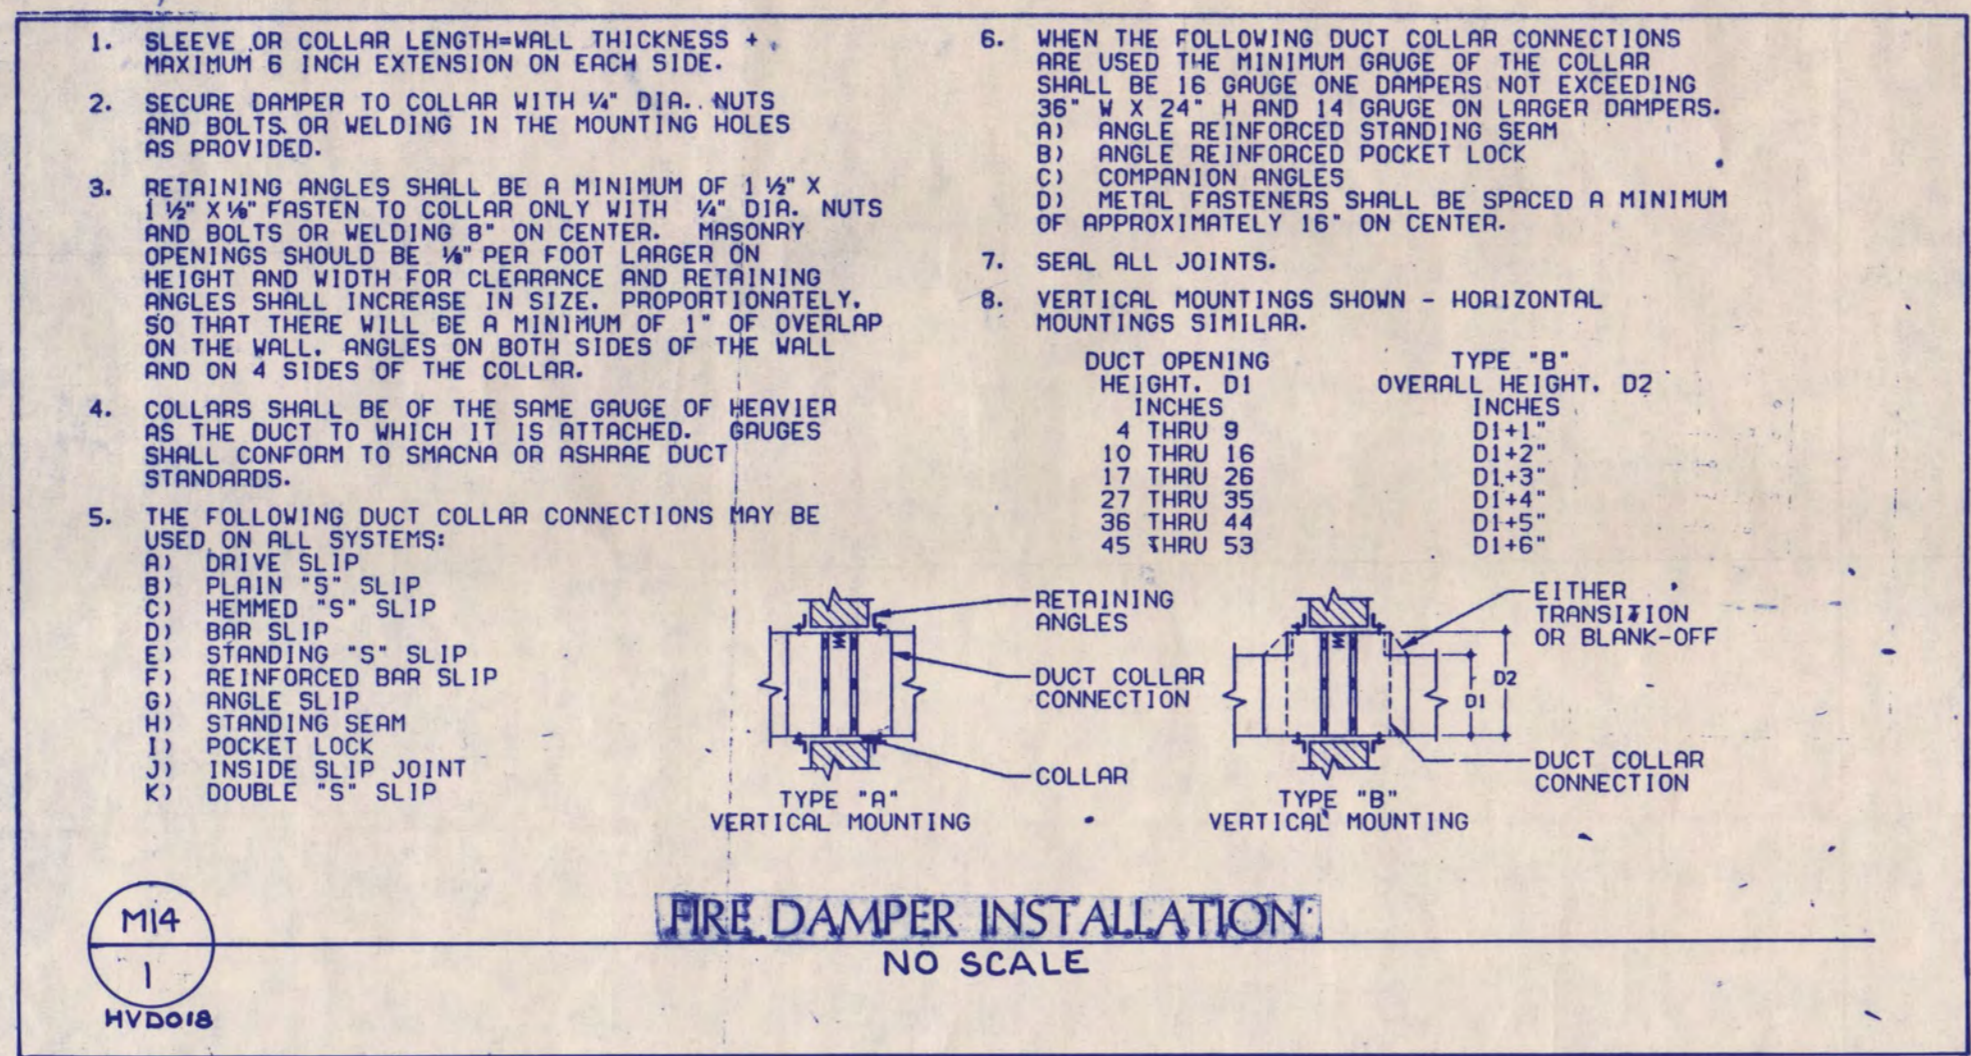 1. SLEEVE OR COLLAR LENGTH=WALL THICKNESS +
MAXIMUM 6 INCH EXTENSION ON EACH SIDE.
2. SECURE DAMPER TO COLLAR WITH ¼" DIA. NUTS
AND BOLTS OR WELDING IN THE MOUNTING HOLES
AS PROVIDED.
3. RETAINING ANGLES SHALL BE A MINIMUM OF 1 ½" X
1 ½" X ⅛" FASTEN TO COLLAR ONLY WITH ¼" DIA. NUTS
AND BOLTS OR WELDING 8" ON CENTER. MASONRY
OPENINGS SHOULD BE ⅛" PER FOOT LARGER ON
HEIGHT AND WIDTH FOR CLEARANCE AND RETAINING
ANGLES SHALL INCREASE IN SIZE. PROPORTIONATELY.
SO THAT THERE WILL BE A MINIMUM OF 1" OF OVERLAP
ON THE WALL. ANGLES ON BOTH SIDES OF THE WALL
AND ON 4 SIDES OF THE COLLAR.
4. COLLARS SHALL BE OF THE SAME GAUGE OF HEAVIER
AS THE DUCT TO WHICH IT IS ATTACHED. GAUGES
SHALL CONFORM TO SMACNA OR ASHRAE DUCT
STANDARDS.
5. THE FOLLOWING DUCT COLLAR CONNECTIONS MAY BE
USED ON ALL SYSTEMS:
A) DRIVE SLIP
B) PLAIN "S" SLIP
C) HEMMED "S" SLIP
D) BAR SLIP
E) STANDING "S" SLIP
F) REINFORCED BAR SLIP
G) ANGLE SLIP
H) STANDING SEAM
I) POCKET LOCK
J) INSIDE SLIP JOINT
K) DOUBLE "S" SLIP
6. WHEN THE FOLLOWING DUCT COLLAR CONNECTIONS
ARE USED THE MINIMUM GAUGE OF THE COLLAR
SHALL BE 16 GAUGE ONE DAMPERS NOT EXCEEDING
36" W X 24" H AND 14 GAUGE ON LARGER DAMPERS.
A) ANGLE REINFORCED STANDING SEAM
B) ANGLE REINFORCED POCKET LOCK
C) COMPANION ANGLES
D) METAL FASTENERS SHALL BE SPACED A MINIMUM
OF APPROXIMATELY 16" ON CENTER.
7. SEAL ALL JOINTS.
8. VERTICAL MOUNTINGS SHOWN - HORIZONTAL
MOUNTINGS SIMILAR.
DUCT OPENING TYPE "B"
HEIGHT. D1 OVERALL HEIGHT. D2
INCHES INCHES
4 THRU 9 D1+1"
10 THRU 16 D1+2"
17 THRU 26 D1+3"
27 THRU 35 D1+4"
36 THRU 44 D1+5"
45 THRU 53 D1+6"
RETAINING
ANGLES
DUCT COLLAR
CONNECTION
COLLAR
TYPE "A"
VERTICAL MOUNTING
EITHER
TRANSITION
OR BLANK-OFF
D2
D1
DUCT COLLAR
CONNECTION
TYPE "B"
VERTICAL MOUNTING
M14
1
HVD018
FIRE DAMPER INSTALLATION
NO SCALE